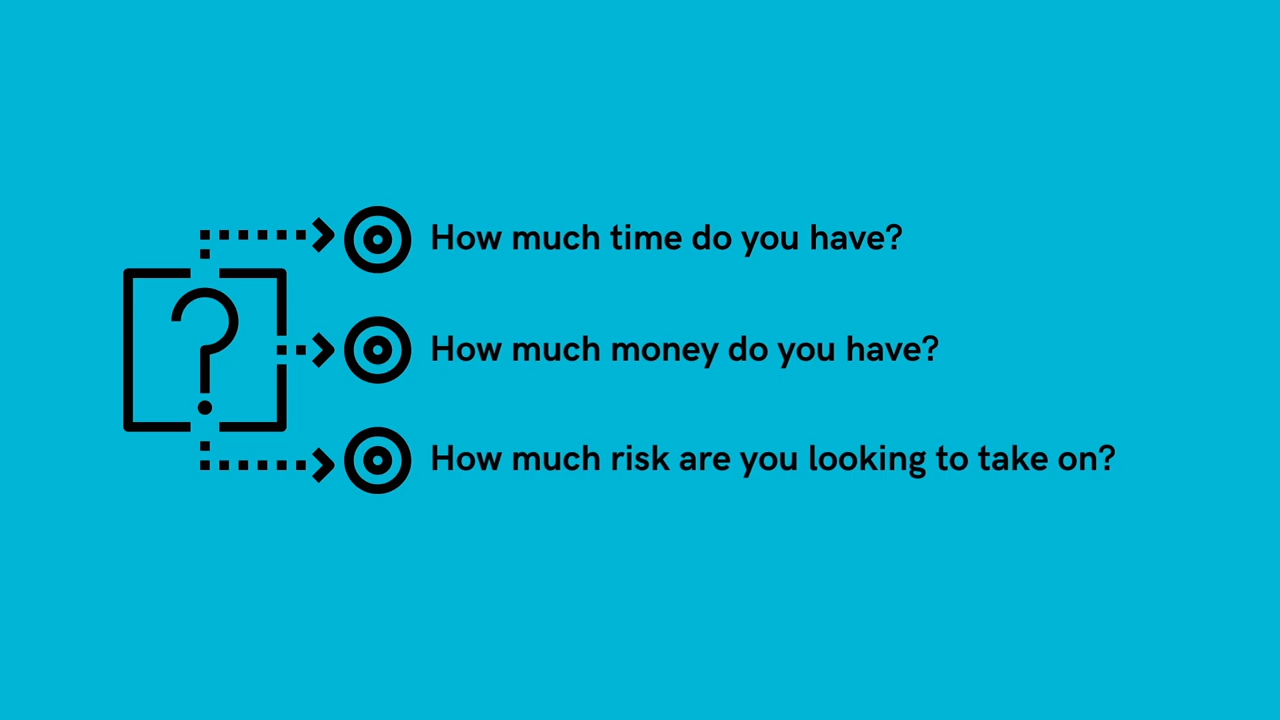 How much time do you have?
How much money do you have?
How much risk are you looking to take on?